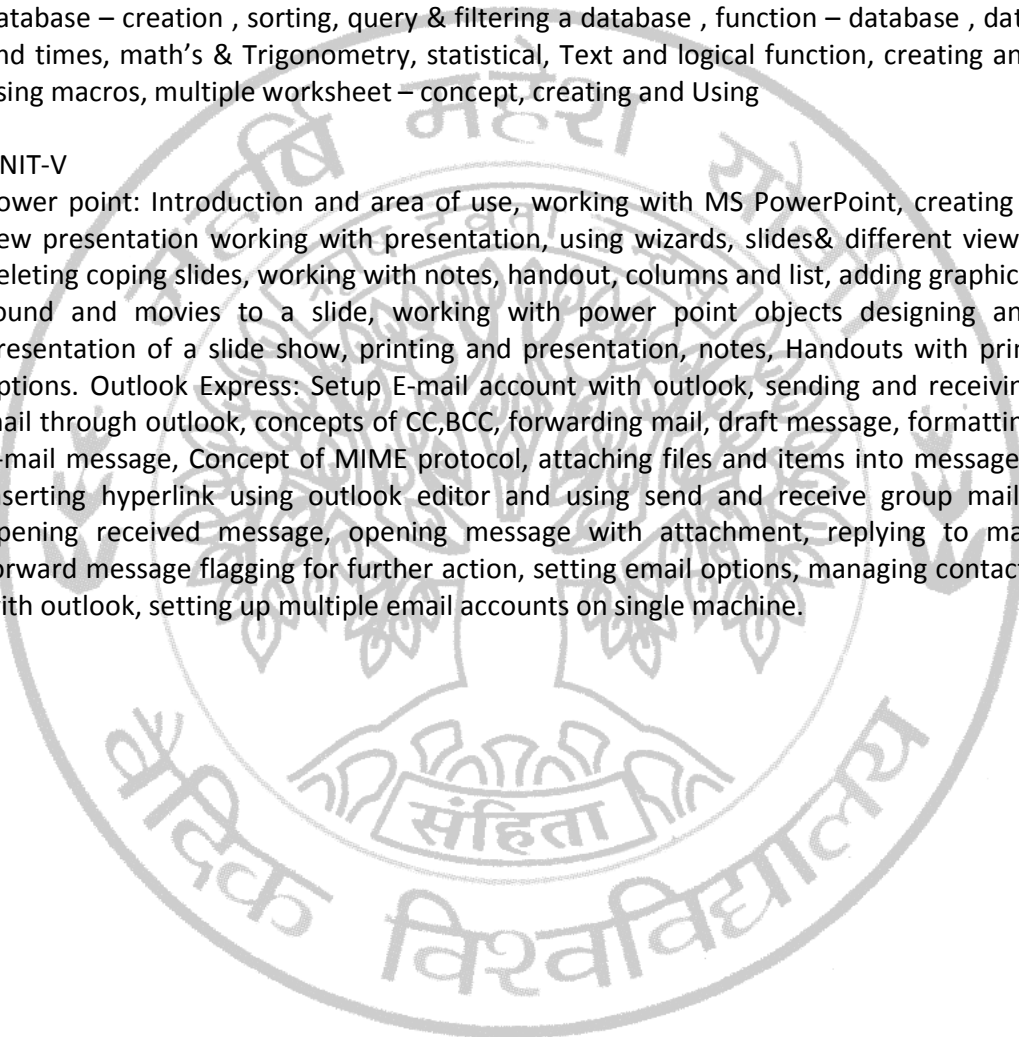 atabase – creation , sorting, query & filtering a database , function – database , dat
nd times, math’s & Trigonometry, statistical, Text and logical function, creating an
sing macros, multiple worksheet – concept, creating and Using
NIT-V
ower point: Introduction and area of use, working with MS PowerPoint, creating
ew presentation working with presentation, using wizards, slides& different view
eleting coping slides, working with notes, handout, columns and list, adding graphic
ound and movies to a slide, working with power point objects designing an
resentation of a slide show, printing and presentation, notes, Handouts with prin
ptions. Outlook Express: Setup E-mail account with outlook, sending and receivin
ail through outlook, concepts of CC,BCC, forwarding mail, draft message, formattin
-mail message, Concept of MIME protocol, attaching files and items into message
nserting hyperlink using outlook editor and using send and receive group mail
pening received message, opening message with attachment, replying to ma
orward message flagging for further action, setting email options, managing contact
ith outlook, setting up multiple email accounts on single machine.
महर्षि महेश योगी
संहिता
वैदिक विश्वविद्यालय